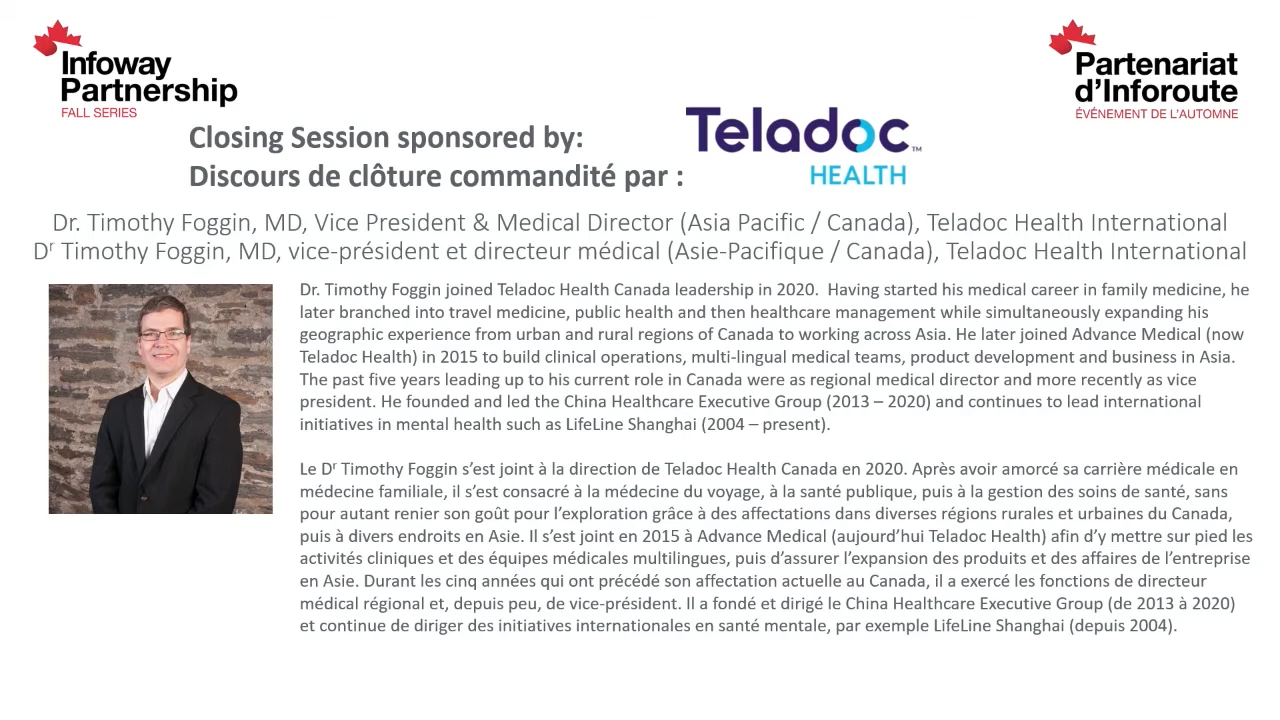 Infoway
Partnership
FALL SERIES
Partenariat
d'Inforoute
ÉVÉNEMENT DE L'AUTOMNE
Closing Session sponsored by:
Discours de clôture commandité par :
Teladoc™
HEALTH
Dr. Timothy Foggin, MD, Vice President & Medical Director (Asia Pacific / Canada), Teladoc Health International
Dr Timothy Foggin, MD, vice-président et directeur médical (Asie-Pacifique / Canada), Teladoc Health International
Dr. Timothy Foggin joined Teladoc Health Canada leadership in 2020. Having started his medical career in family medicine, he
later branched into travel medicine, public health and then healthcare management while simultaneously expanding his
geographic experience from urban and rural regions of Canada to working across Asia. He later joined Advance Medical (now
Teladoc Health) in 2015 to build clinical operations, multi-lingual medical teams, product development and business in Asia.
The past five years leading up to his current role in Canada were as regional medical director and more recently as vice
president. He founded and led the China Healthcare Executive Group (2013 – 2020) and continues to lead international
initiatives in mental health such as LifeLine Shanghai (2004 – present).
Le Dr Timothy Foggin s'est joint à la direction de Teladoc Health Canada en 2020. Après avoir amorcé sa carrière médicale en
médecine familiale, il s'est consacré à la médecine du voyage, à la santé publique, puis à la gestion des soins de santé, sans
pour autant renier son goût pour l'exploration grâce à des affectations dans diverses régions rurales et urbaines du Canada,
puis à divers endroits en Asie. Il s'est joint en 2015 à Advance Medical (aujourd'hui Teladoc Health) afin d'y mettre sur pied les
activités cliniques et des équipes médicales multilingues, puis d'assurer l'expansion des produits et des affaires de l'entreprise
en Asie. Durant les cinq années qui ont précédé son affectation actuelle au Canada, il a exercé les fonctions de directeur
médical régional et, depuis peu, de vice-président. Il a fondé et dirigé le China Healthcare Executive Group (de 2013 à 2020)
et continue de diriger des initiatives internationales en santé mentale, par exemple LifeLine Shanghai (depuis 2004).